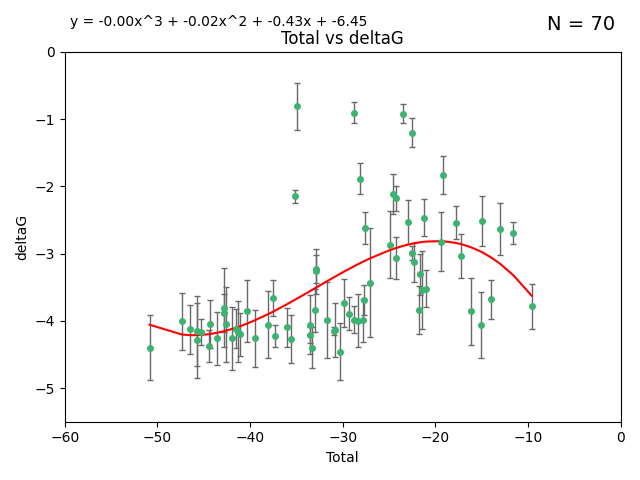 y = -0.00x^3 + -0.02x^2 + -0.43x + -6.45
N = 70
Total vs deltaG
0
−1
−2
−3
−4
−5
deltaG
−60 −50 −40 −30 −20 −10 0
Total